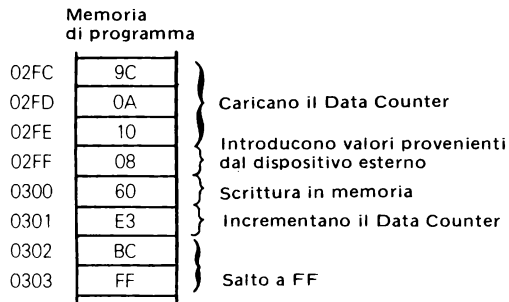 Memoria
di programma
02FC 9C
02FD 0A Caricano il Data Counter
02FE 10
Introducono valori provenienti
02FF 08
dal dispositivo esterno
0300 60 Scrittura in memoria
0301 E3 Incrementano il Data Counter
0302 BC
0303 FF Salto a FF